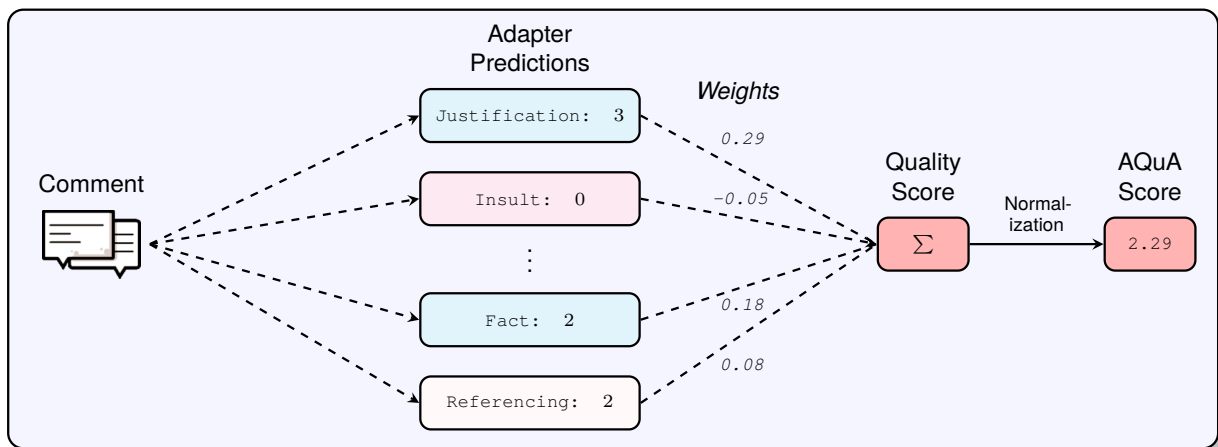 Adapter
Predictions
Weights
Justification: 3
0.29
Comment
Quality
Score
AQuA
Score
Insult: 0
-0.05
Normal-
ization
⋮
Σ
2.29
Fact: 2
0.18
Referencing: 2
0.08